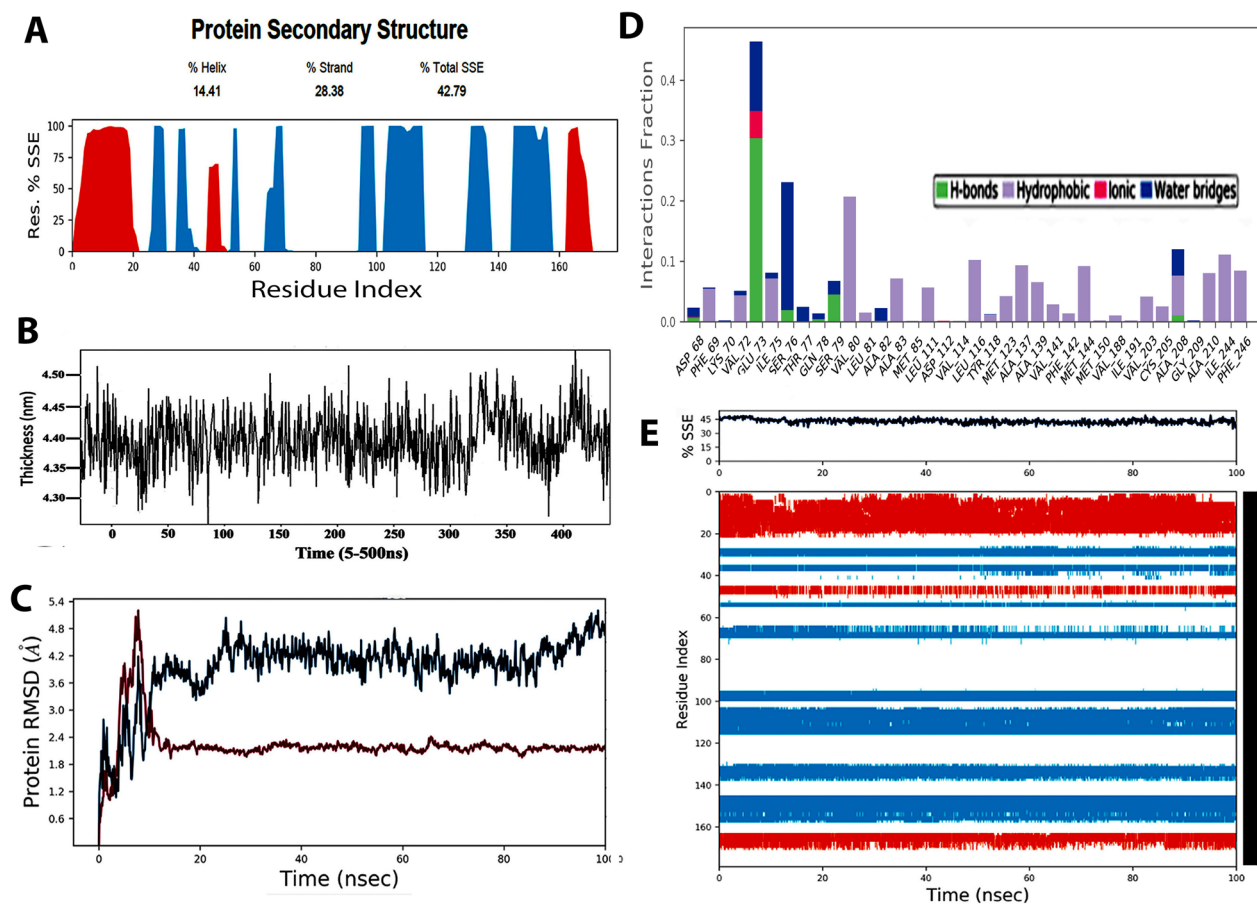 A
Protein Secondary Structure
% Helix % Strand % Total SSE
14.41 28.38 42.79
Res. % SSE
100
75
50
25
0
0 20 40 60 80 100 120 140 160
Residue Index
B
Thickness (nm)
4.50
4.45
4.40
4.35
4.30
0 50 100 150 200 250 300 350 400
Time (5-500ns)
C
Protein RMSD (Å)
5.4
4.8
4.2
3.6
3.0
2.4
1.8
1.2
0.6
0 20 40 60 80 100
Time (nsec)
D
Interactions Fraction
0.4
0.3
0.2
0.1
0.0
H-bonds Hydrophobic Ionic Water bridges
ASP_68
PHE_69
LYS_70
VAL_72
GLU_73
ILE_75
SER_76
THR_77
GLN_78
SER_79
VAL_80
LEU_81
ALA_82
ALA_83
MET_85
LEU_111
ASP_112
VAL_114
LEU_116
TYR_118
MET_123
ALA_137
ALA_139
VAL_141
PHE_142
MET_144
MET_150
VAL_188
ILE_191
VAL_203
CYS_205
ALA_208
GLY_209
ALA_210
ILE_244
PHE_246
E
% SSE
45
30
15
0
0 20 40 60 80 100
Residue Index
0
20
40
60
80
100
120
140
160
0 20 40 60 80 100
Time (nsec)